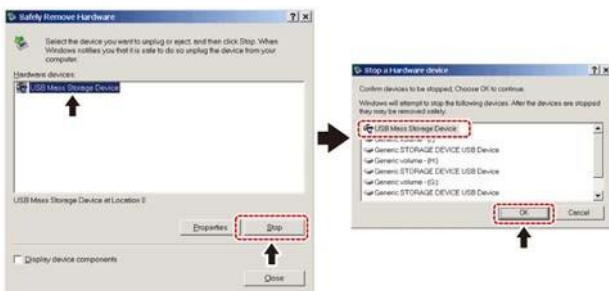 Safely Remove Hardware
Select the device you want to unplug or eject, and then click Stop. When
Windows notifies you that it is safe to do so unplug the device from your
computer.
Hardware devices:
USB Mass Storage Device
USB Mass Storage Device at Location 0
Properties
Stop
Display device components
Close
Stop a Hardware device
Confirm devices to be stopped, Choose OK to continue.
Windows will attempt to stop the following devices. After the devices are stopped
they may be removed safely.
USB Mass Storage Device
Generic volume
Generic STORAGE DEVICE USB Device
Generic volume - (H:)
Generic STORAGE DEVICE USB Device
Generic volume - (G:)
Generic STORAGE DEVICE USB Device
OK
Cancel